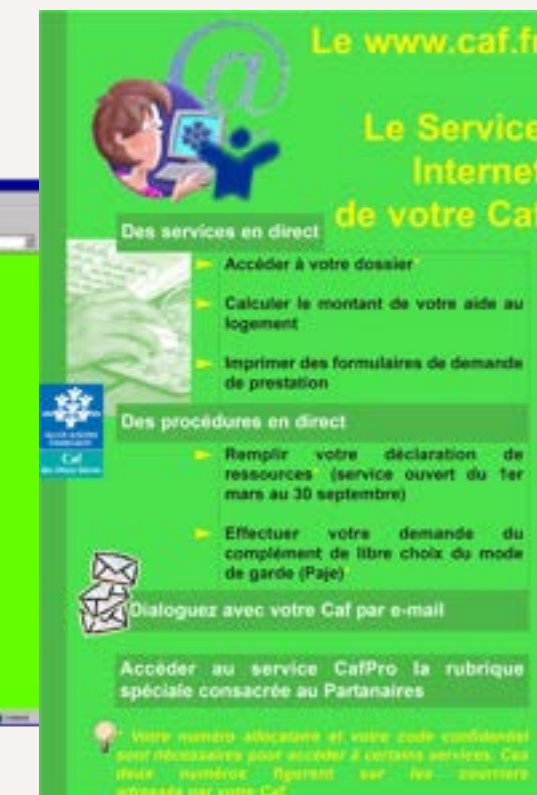 Le www.caf.fr
Le Service
Internet
de votre Caf
Des services en direct
Accéder à votre dossier*
Calculer le montant de votre aide au
logement
Imprimer des formulaires de demande
de prestation
Caf
Des procédures en direct
Remplir votre déclaration de
ressources* (service ouvert du 1er
mars au 30 septembre)
Effectuer votre demande du
complément de libre choix du mode
de garde (Paje)*
Dialoguez avec votre Caf par e-mail
Accéder au service CafPro la rubrique
spéciale consacrée au Partanaires
* Votre numéro allocataire et votre code confidentiel
sont nécessaires pour accéder à certains services. Ces
deux numéros figurent sur les courriers
adressés par votre Caf